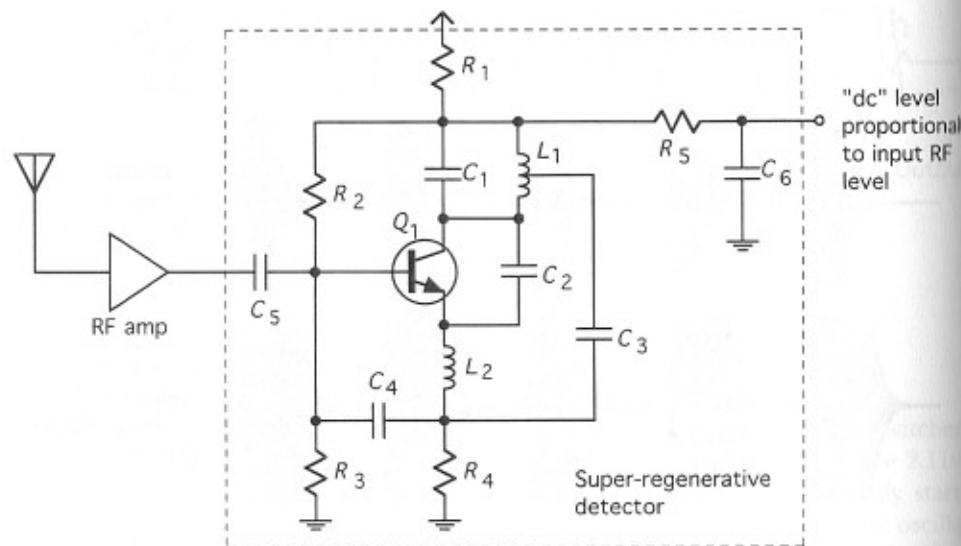 R1
"dc" level
proportional
to input RF
level
R5
L1
C1
C6
R2
Q1
C2
C5
RF amp
C3
L2
C4
R3
R4
Super-regenerative
detector